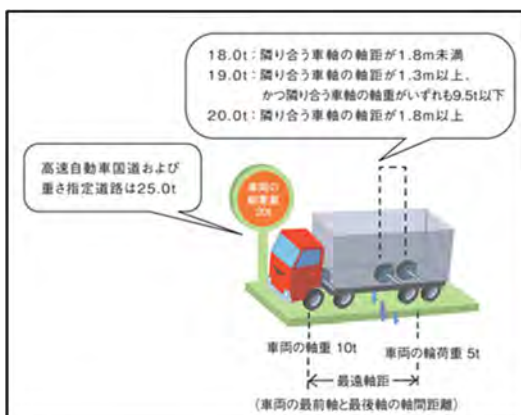 18.0t：隣り合う車軸の軸距が1.8m未満
19.0t：隣り合う車軸の軸距が1.3m以上、
かつ隣り合う車軸の軸重がいずれも9.5t以下
20.0t：隣り合う車軸の軸距が1.8m以上
高速自動車国道および
重さ指定道路は25.0t
車両の
総重量
20t
車両の軸重 10t
車両の輪荷重 5t
最遠軸距
(車両の最前軸と最後軸の軸間距離)